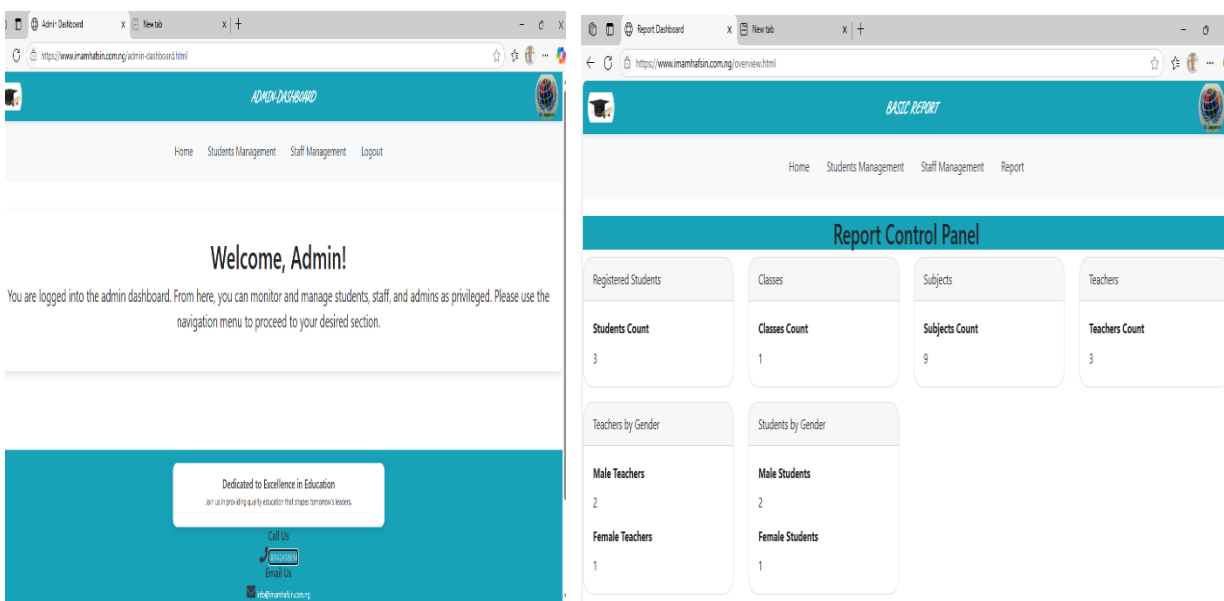 Admin Dashboard
New tab
https://www.imamhafsin.com.ng/admin-dashboard.html
ADMIN-DASHBOARD
Home Students Management Staff Management Logout
Welcome, Admin!
You are logged into the admin dashboard. From here, you can monitor and manage students, staff, and admins as privileged. Please use the
navigation menu to proceed to your desired section.
Dedicated to Excellence in Education
Join us in providing quality education that shapes tomorrow's leaders.
Call Us
Email Us
info@imamhafsin.com.ng
Report Dashboard
New tab
https://www.imamhafsin.com.ng/overview.html
BASIC REPORT
Home Students Management Staff Management Report
Report Control Panel
Registered Students
Students Count
3
Classes
Classes Count
1
Subjects
Subjects Count
9
Teachers
Teachers Count
3
Teachers by Gender
Male Teachers
2
Female Teachers
1
Students by Gender
Male Students
2
Female Students
1